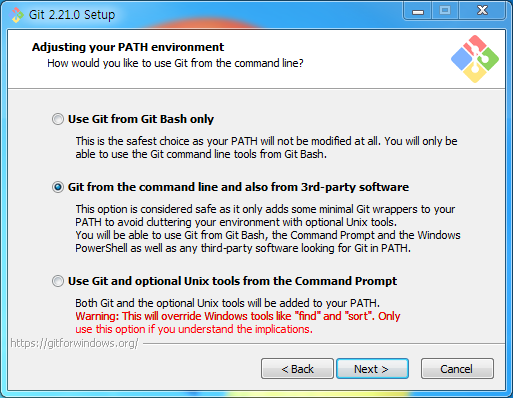 Git 2.21.0 Setup
Adjusting your PATH environment
How would you like to use Git from the command line?
Use Git from Git Bash only
This is the safest choice as your PATH will not be modified at all. You will only be
able to use the Git command line tools from Git Bash.
Git from the command line and also from 3rd-party software
This option is considered safe as it only adds some minimal Git wrappers to your
PATH to avoid cluttering your environment with optional Unix tools.
You will be able to use Git from Git Bash, the Command Prompt and the Windows
PowerShell as well as any third-party software looking for Git in PATH.
Use Git and optional Unix tools from the Command Prompt
Both Git and the optional Unix tools will be added to your PATH.
Warning: This will override Windows tools like "find" and "sort". Only
use this option if you understand the implications.
https://gitforwindows.org/
< Back
Next >
Cancel